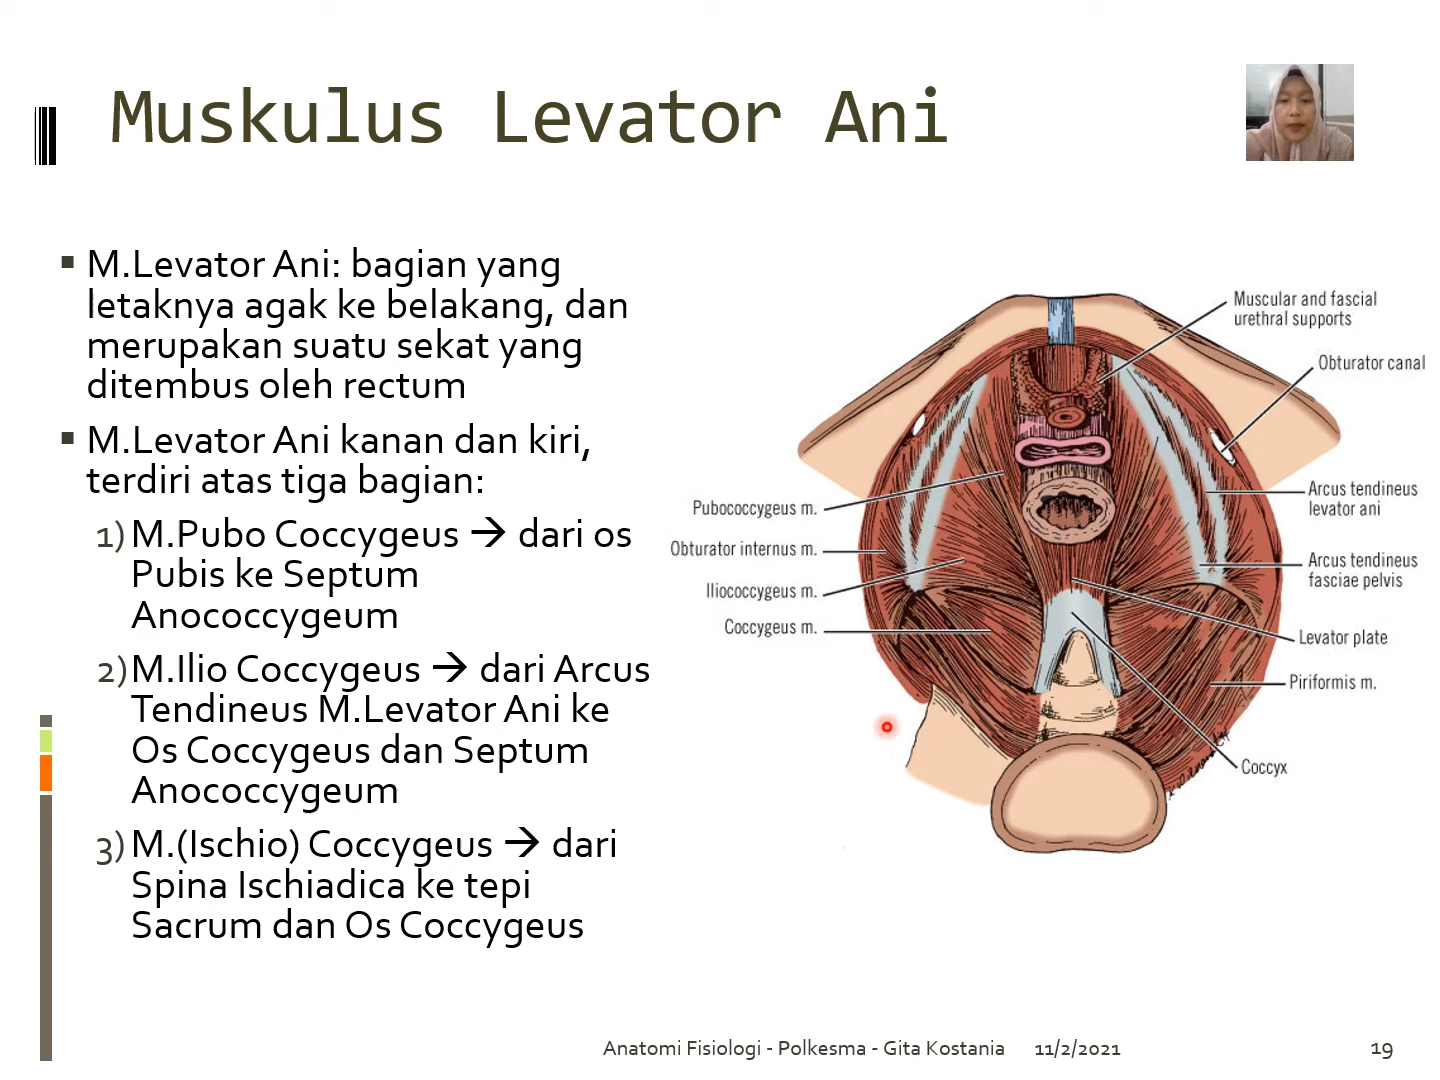 Muskulus Levator Ani
M.Levator Ani: bagian yang
letaknya agak ke belakang, dan
merupakan suatu sekat yang
ditembus oleh rectum
M.Levator Ani kanan dan kiri,
terdiri atas tiga bagian:
1) M.Pubo Coccygeus → dari os
Pubis ke Septum
Anococcygeum
2) M.Ilio Coccygeus → dari Arcus
Tendineus M.Levator Ani ke
Os Coccygeus dan Septum
Anococcygeum
3) M.(Ischio) Coccygeus → dari
Spina Ischiadica ke tepi
Sacrum dan Os Coccygeus
Muscular and fascial
urethral supports
Obturator canal
Arcus tendineus
levator ani
Arcus tendineus
fasciae pelvis
Levator plate
Piriformis m.
Coccyx
Pubococcygeus m.
Obturator internus m.
Iliococcygeus m.
Coccygeus m.
Anatomi Fisiologi - Polkesma - Gita Kostania
11/2/2021
19